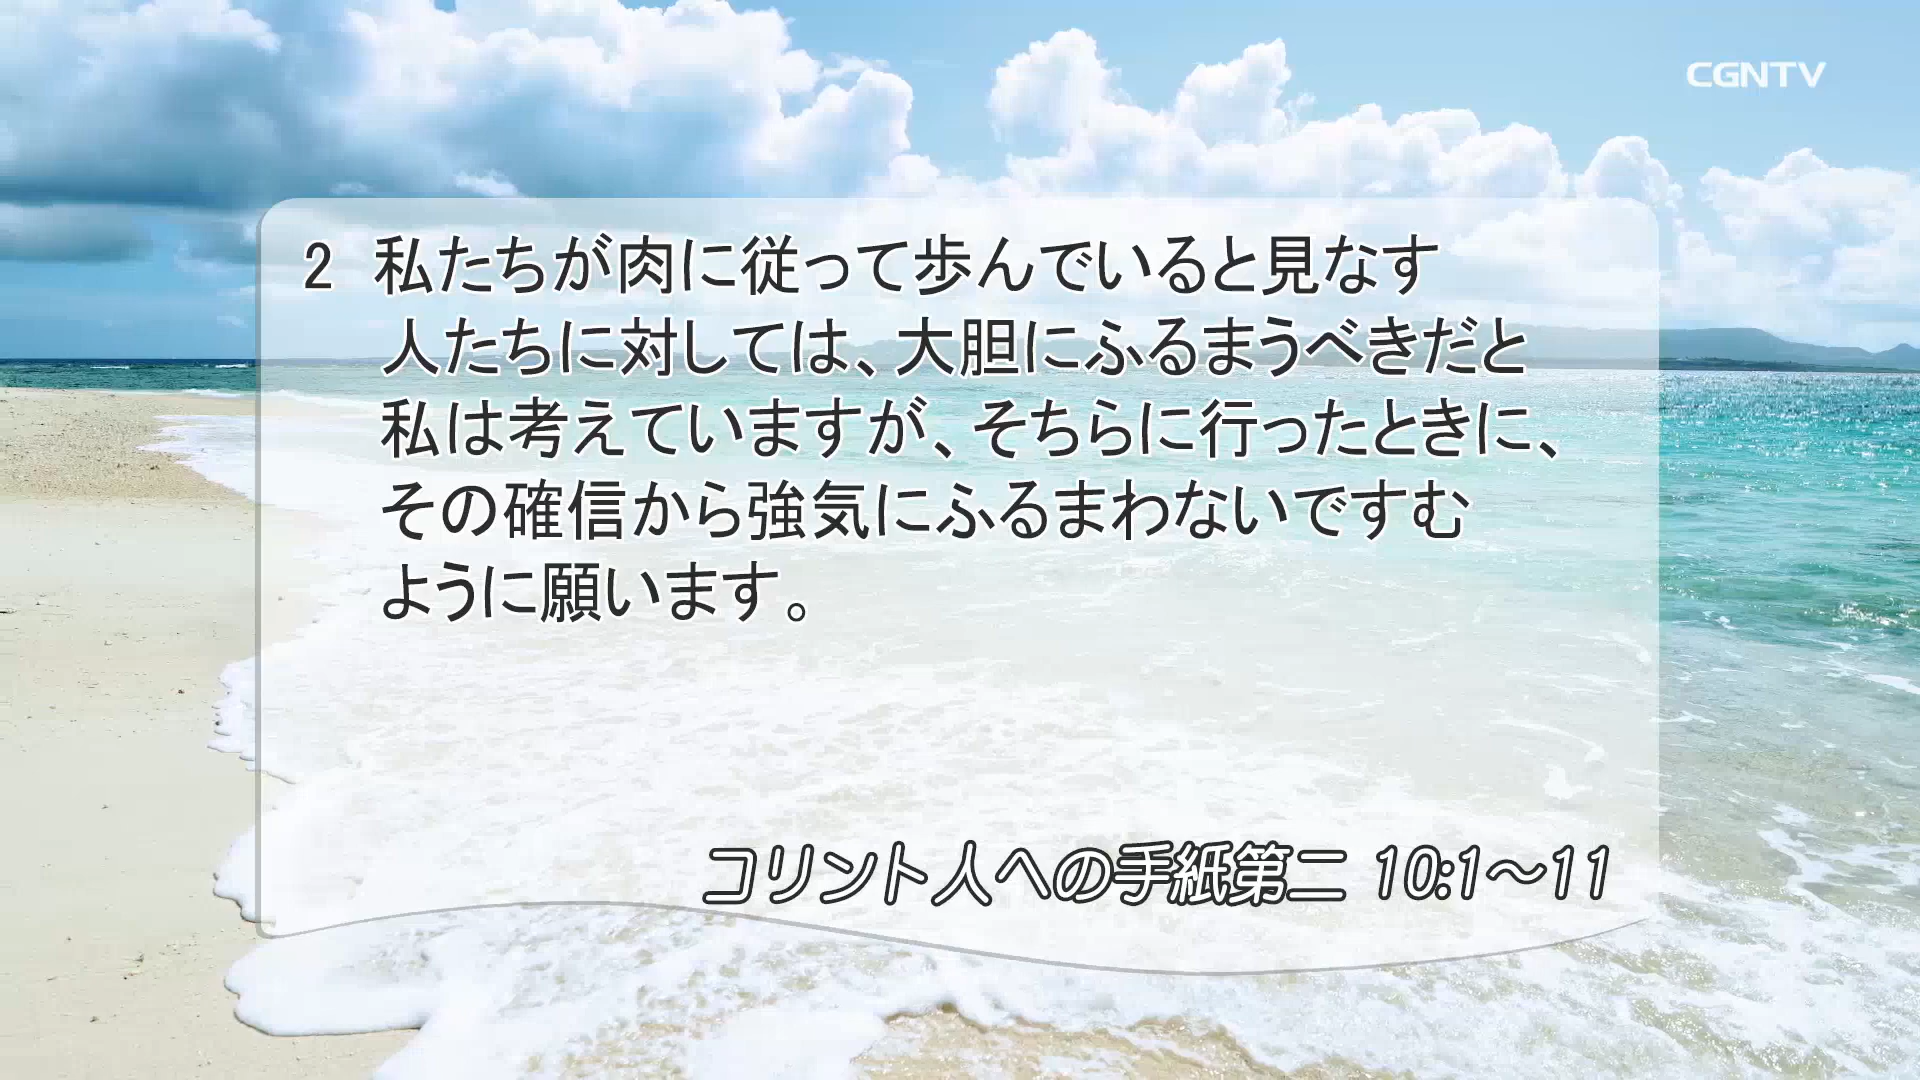 CGNTV
2 私たちが肉に従って歩んでいると見なす
人たちに対しては、大胆にふるまうべきだと
私は考えていますが、そちらに行ったときに、
その確信から強気にふるまわないですむ
ように願います。
コリント人への手紙第二 10:1～11